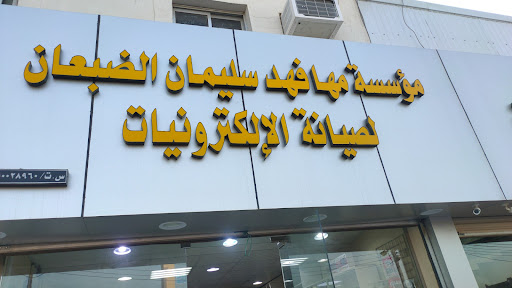 مؤسسة مها فهد سليمان الضبعان
لصيانة الإلكترونيات
س.ت/